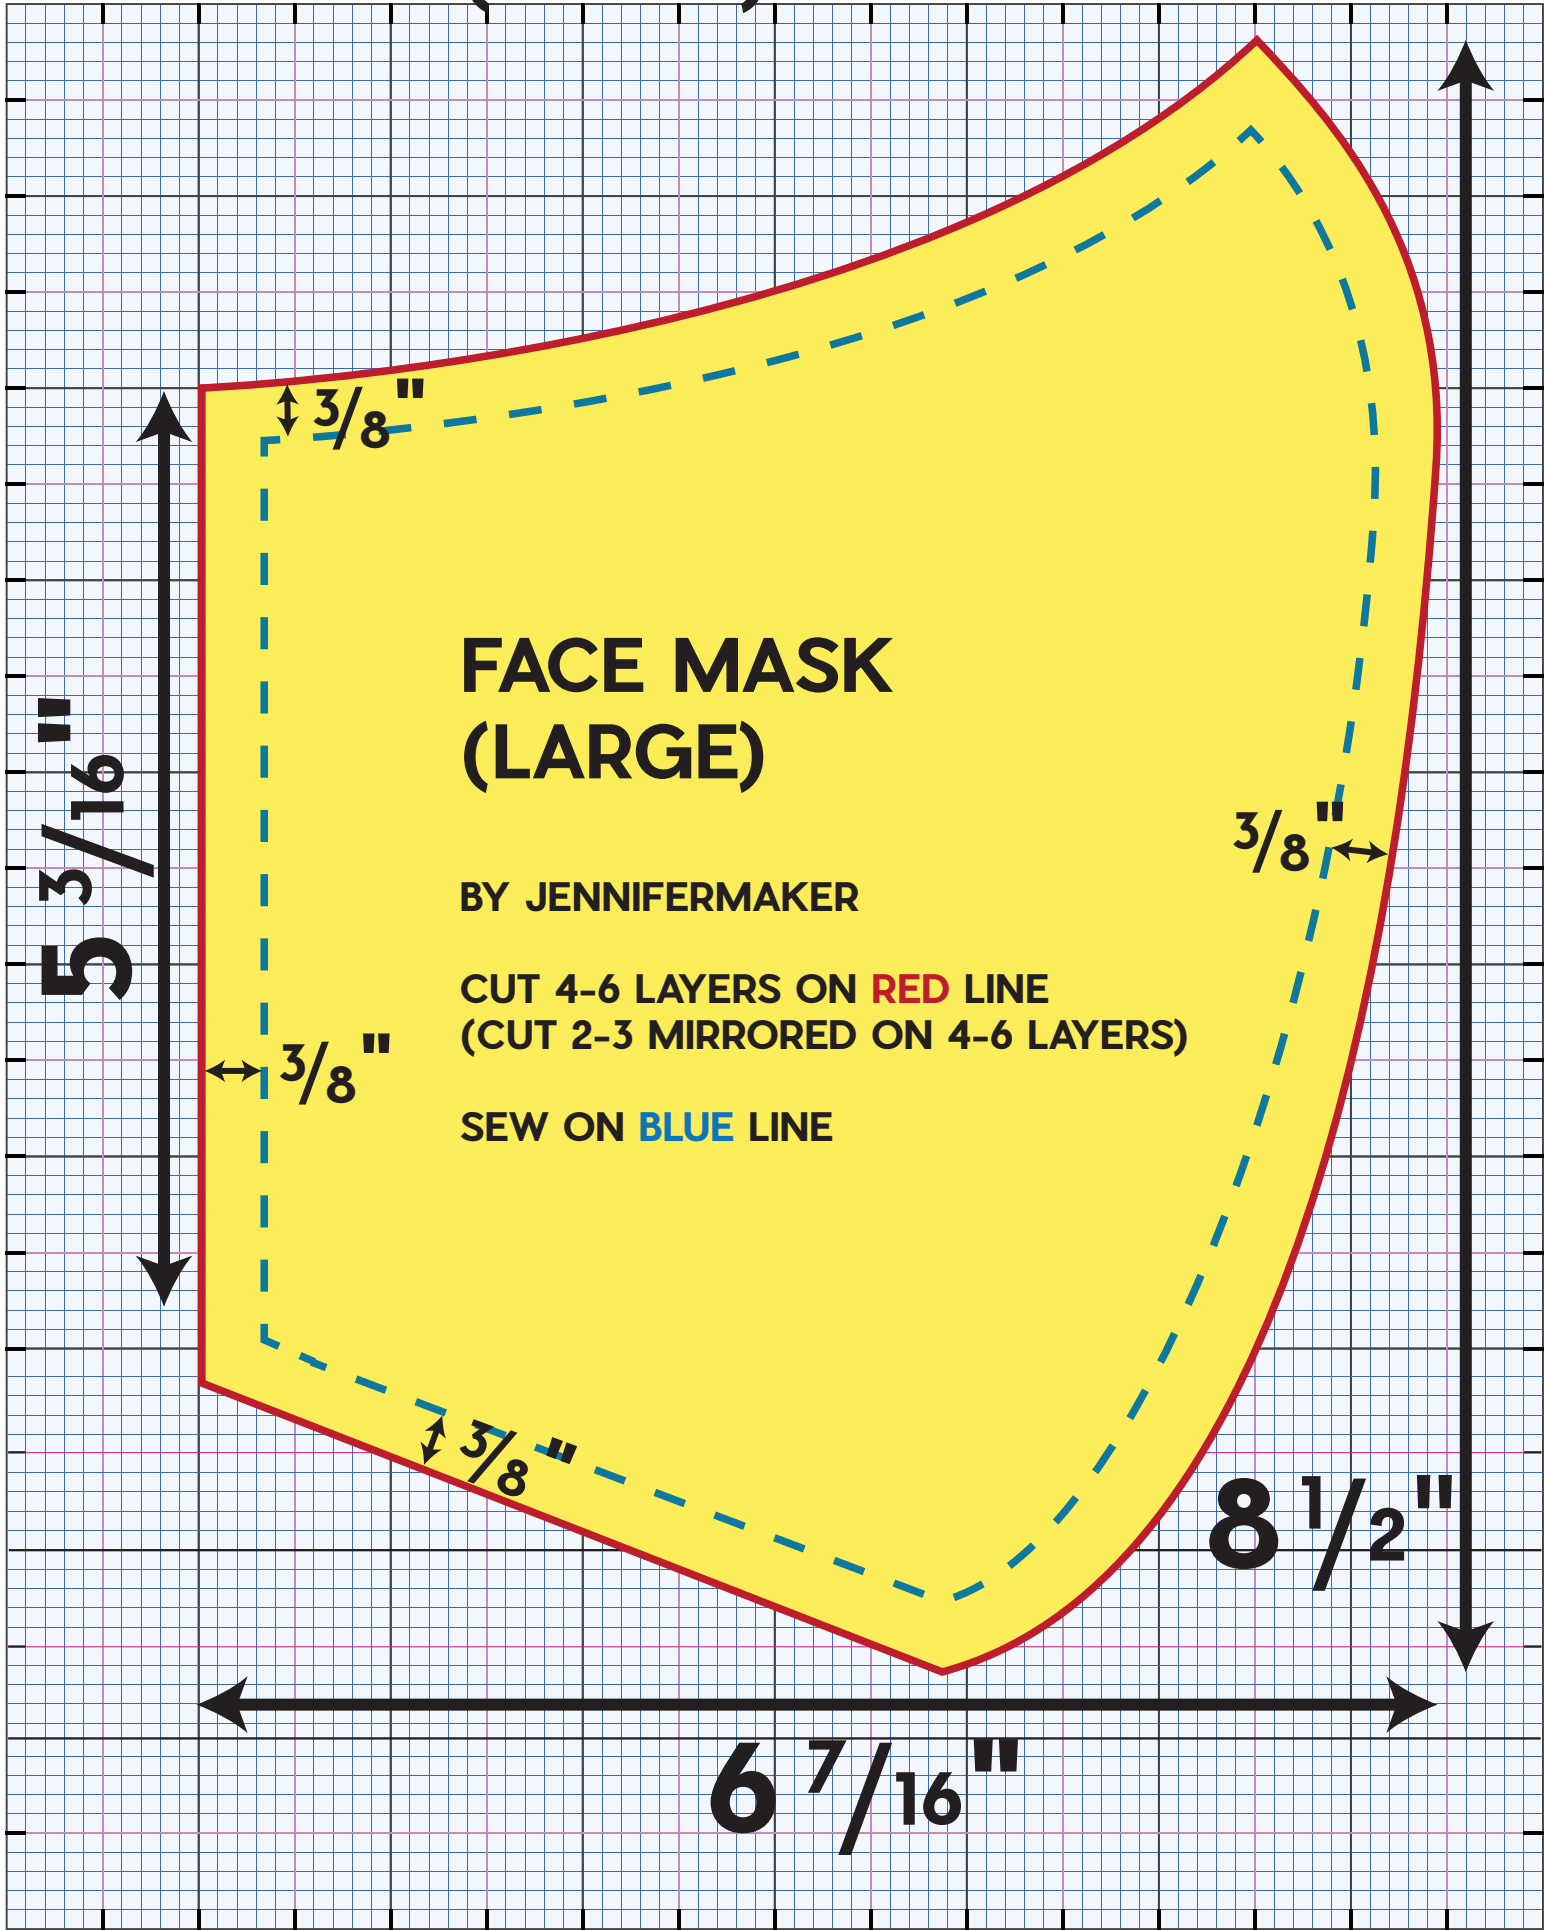 3/8"
FACE MASK
(LARGE)
5 3/16"
3/8"
BY JENNIFERMAKER
CUT 4-6 LAYERS ON RED LINE
(CUT 2-3 MIRRORED ON 4-6 LAYERS)
3/8"
SEW ON BLUE LINE
3/8"
8 1/2"
6 7/16"